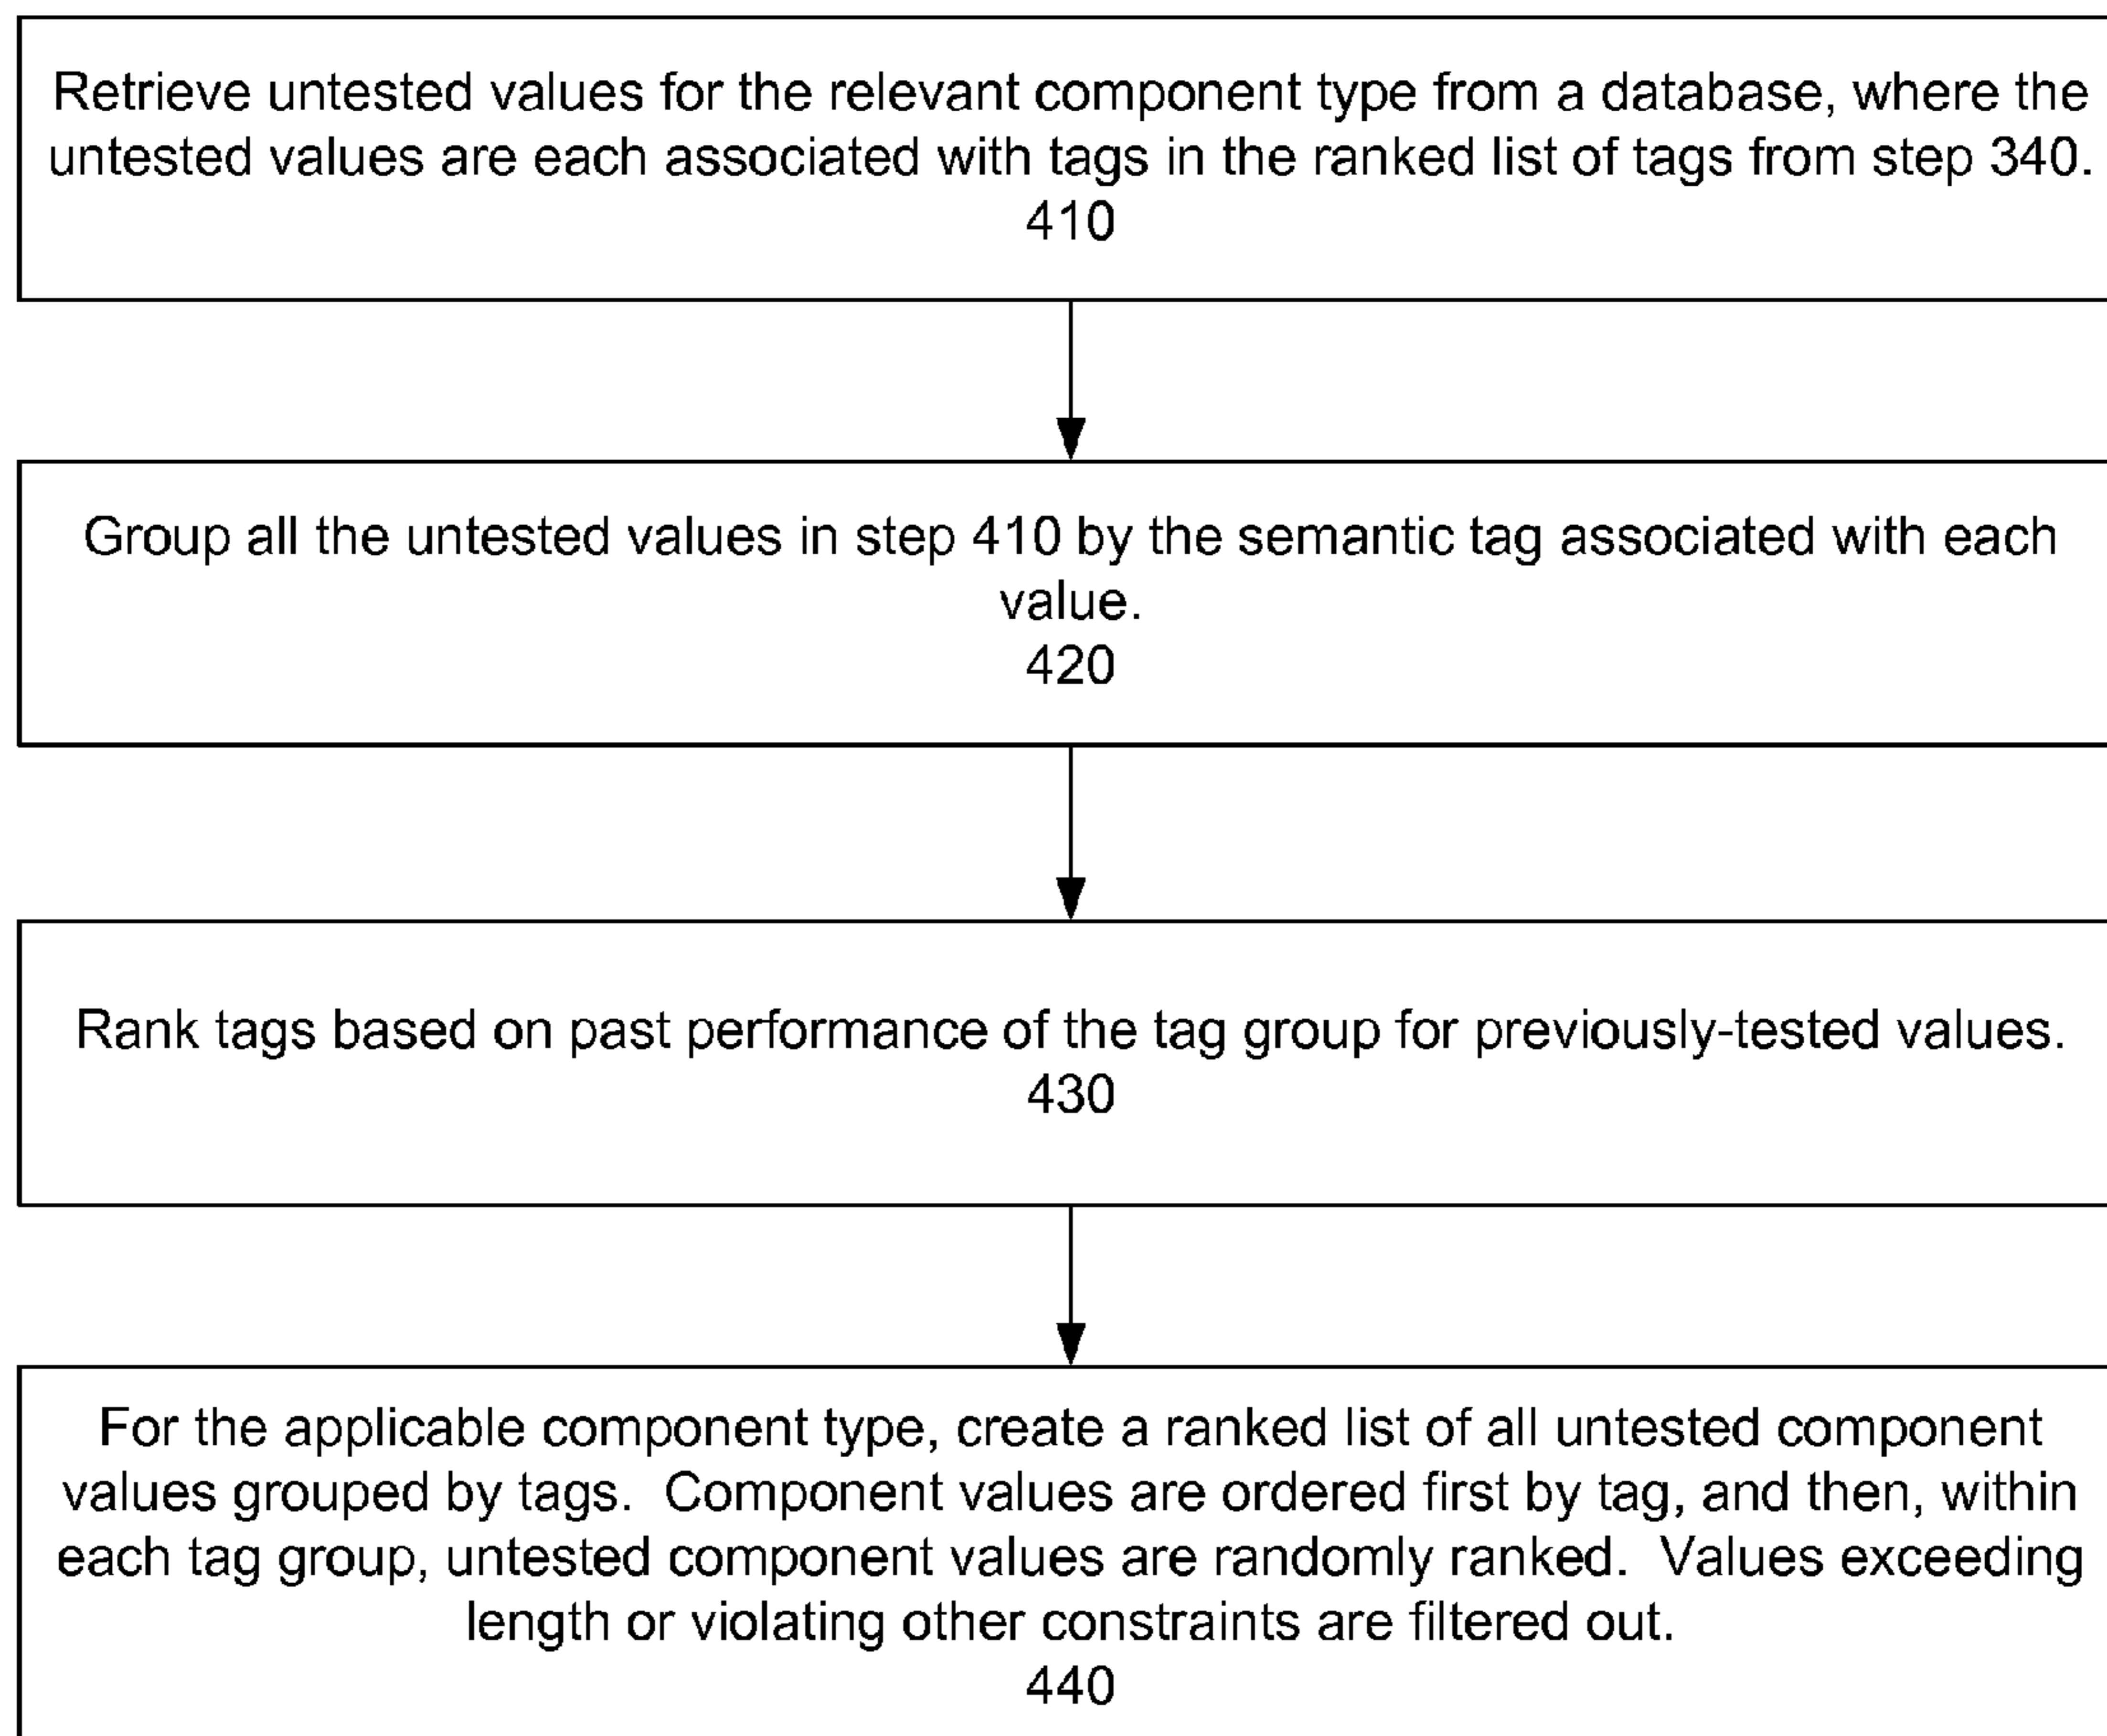 Retrieve untested values for the relevant component type from a database, where the
untested values are each associated with tags in the ranked list of tags from step 340.
410
Group all the untested values in step 410 by the semantic tag associated with each
value.
420
Rank tags based on past performance of the tag group for previously-tested values.
430
For the applicable component type, create a ranked list of all untested component
values grouped by tags.  Component values are ordered first by tag, and then, within
each tag group, untested component values are randomly ranked.  Values exceeding
length or violating other constraints are filtered out.
440